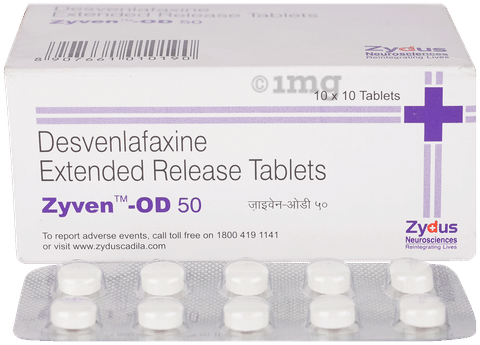 Desvenlafaxine
Extended Release Tablets
Zyven™-OD 50
8907661010190
Zydus
Neurosciences
Reintegrating Lives
©1mg
10 x 10 Tablets
Desvenlafaxine
Extended Release Tablets
Zyven™-OD 50
ज़ाइवेन-ओडी ५०
To report adverse events, call toll free on 1800 419 1141
or visit www.zyduscadila.com
Zydus
Neurosciences
Reintegrating Lives